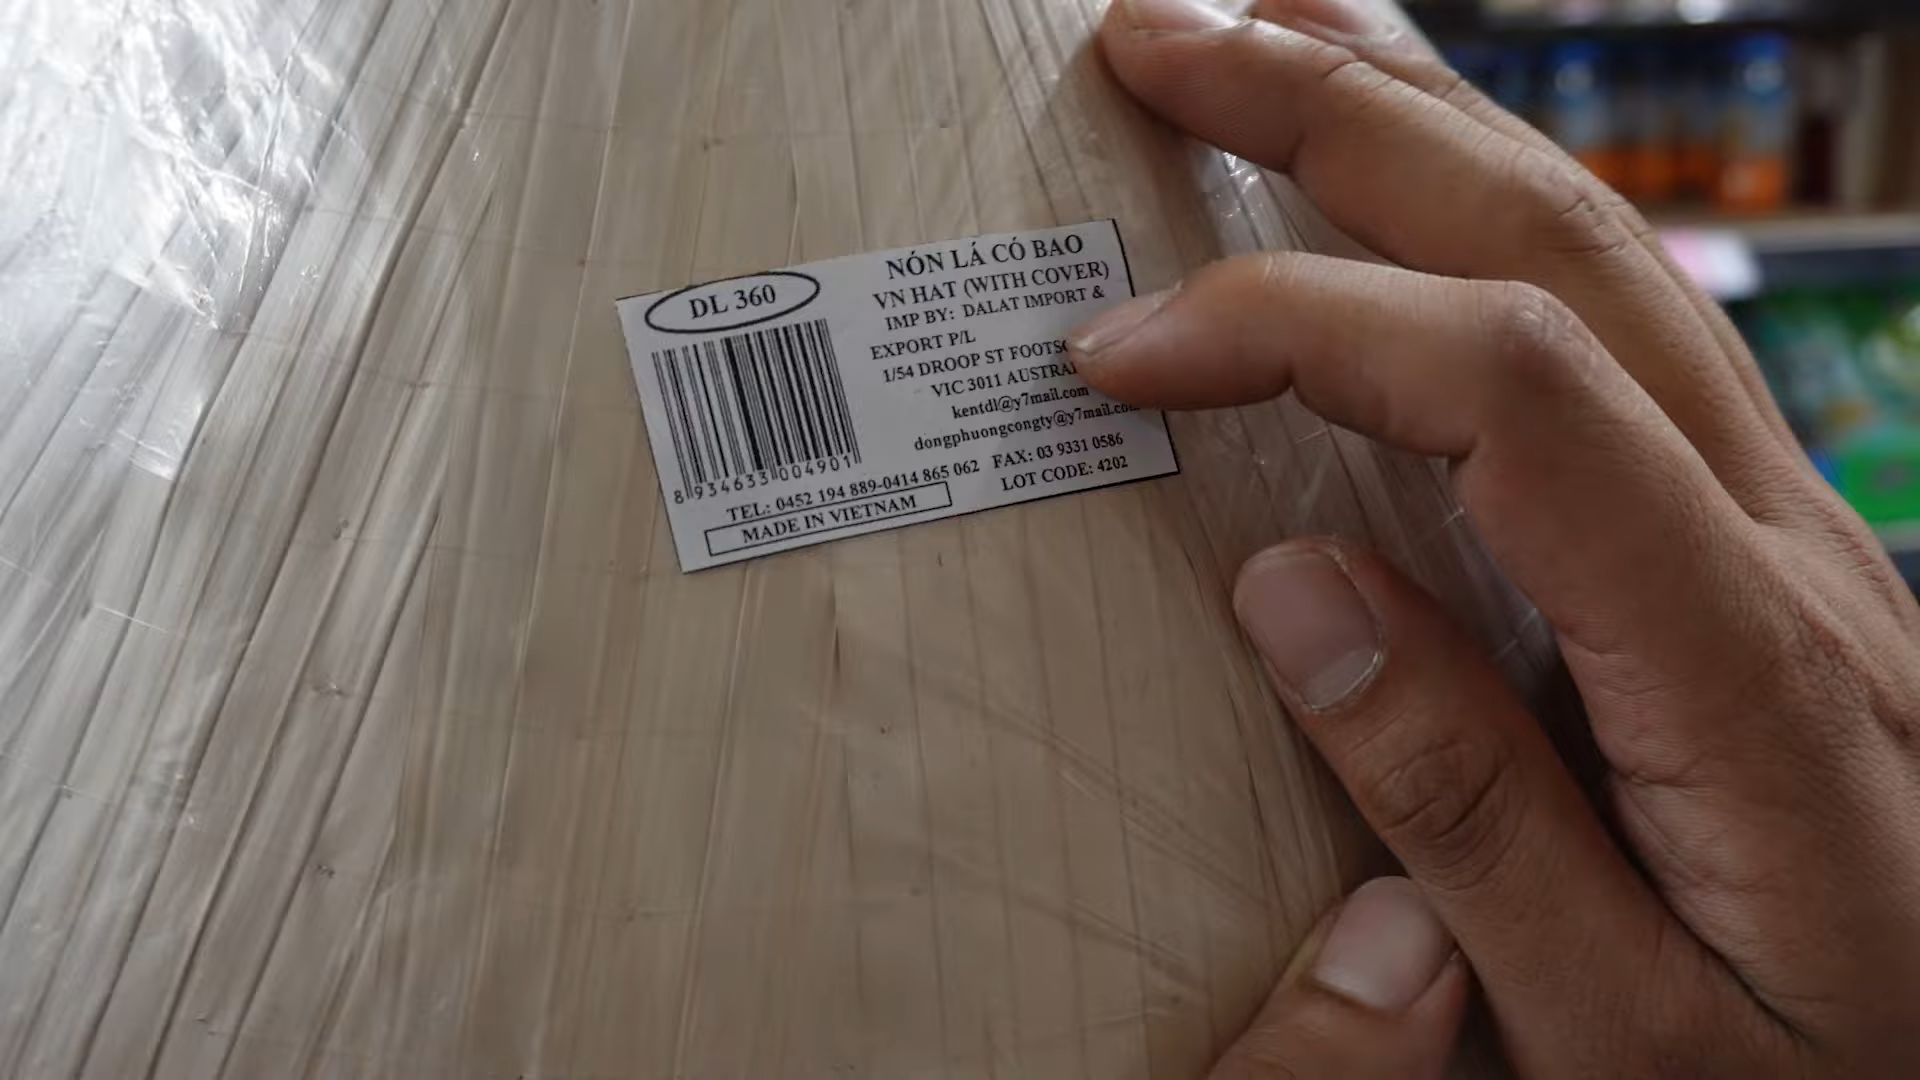 DL 360
NÓN LÁ CÓ BAO
VN HAT (WITH COVER)
IMP BY: DALAT IMPORT &
EXPORT P/L
1/54 DROOP ST
VIC 3011
kentdl@y7mail.com
dongphuongcongty@y7mail.com
8 934633 004901
TEL: 0452 194 889-0414 865 062 FAX: 03 9331 0586
MADE IN VIETNAM LOT CODE: 4202